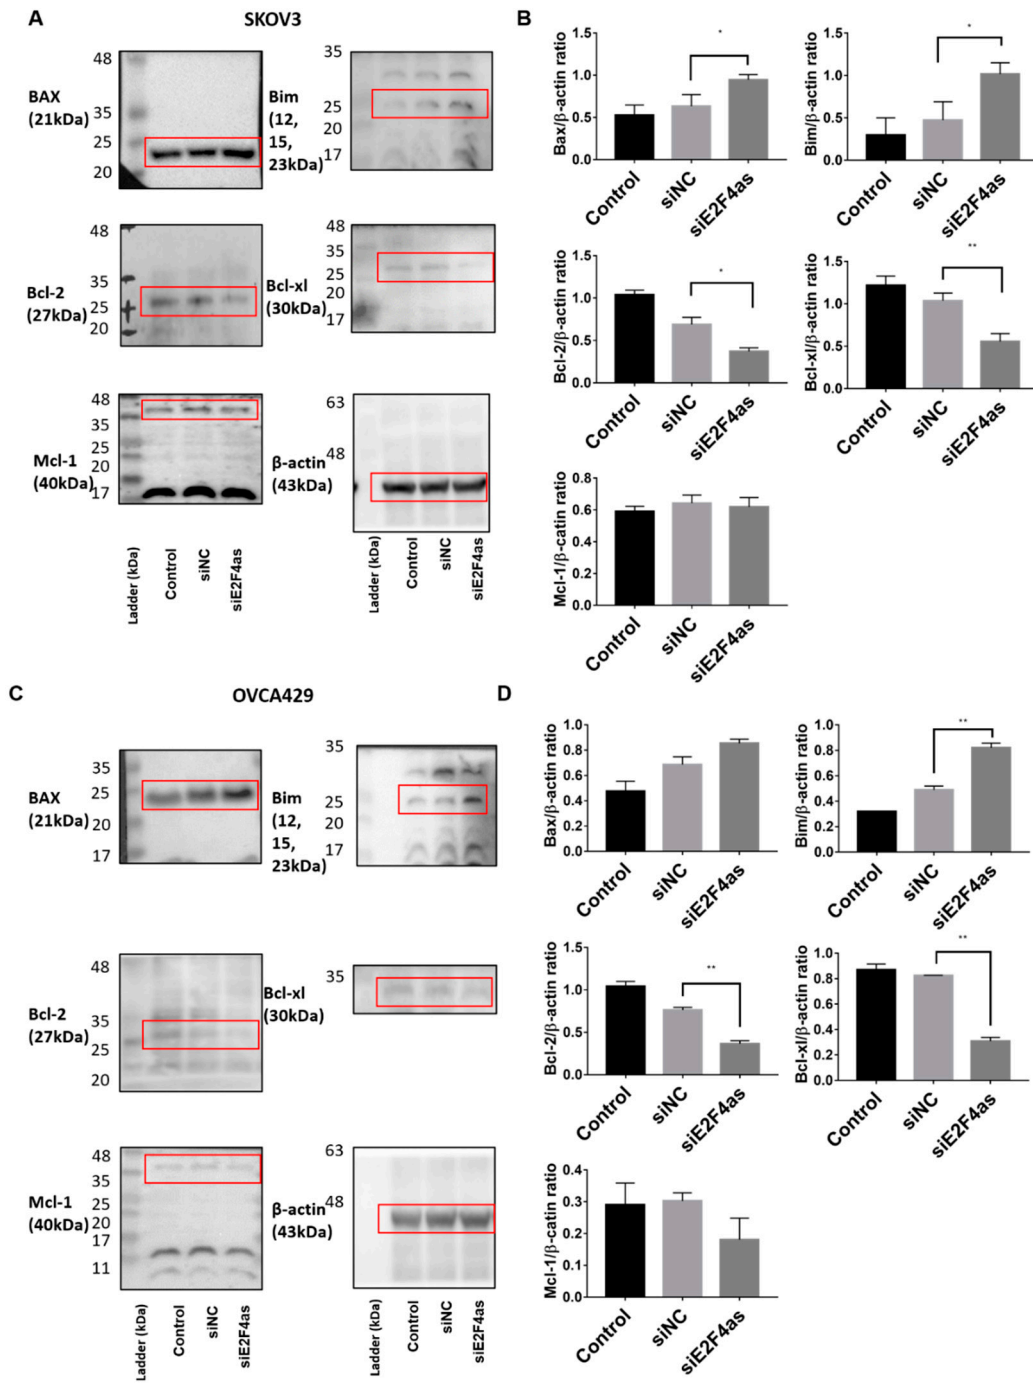 A
SKOV3
BAX
(21kDa)
48
35
25
20
Bim
(12,
15,
23kDa)
35
25
20
17
Bcl-2
(27kDa)
48
35
25
20
Bcl-xl
(30kDa)
48
35
25
17
Mcl-1
(40kDa)
48
35
25
20
17
β-actin
(43kDa)
63
48
Ladder (kDa)
Control
siNC
siE2F4as
Ladder (kDa)
Control
siNC
siE2F4as
B
Bax/β-actin ratio
1.5
1.0
0.5
0.0
*
Control
siNC
siE2F4as
Bim/β-actin ratio
1.5
1.0
0.5
0.0
*
Control
siNC
siE2F4as
Bcl-2/β-actin ratio
1.5
1.0
0.5
0.0
*
Control
siNC
siE2F4as
Bcl-xl/β-actin ratio
1.5
1.0
0.5
0.0
**
Control
siNC
siE2F4as
Mcl-1/β-catin ratio
0.8
0.6
0.4
0.2
0.0
Control
siNC
siE2F4as
C
OVCA429
BAX
(21kDa)
35
25
20
17
Bim
(12,
15,
23kDa)
35
25
20
17
Bcl-2
(27kDa)
48
35
25
20
Bcl-xl
(30kDa)
35
Mcl-1
(40kDa)
48
35
25
20
17
11
β-actin
(43kDa)
63
48
35
Ladder (kDa)
Control
siNC
siE2F4as
Ladder (kDa)
Control
siNC
siE2F4as
D
Bax/β-actin ratio
1.0
0.8
0.6
0.4
0.2
0.0
Control
siNC
siE2F4as
Bim/β-actin ratio
1.0
0.8
0.6
0.4
0.2
0.0
**
Control
siNC
siE2F4as
Bcl-2/β-actin ratio
1.5
1.0
0.5
0.0
**
Control
siNC
siE2F4as
Bcl-xl/β-actin ratio
1.0
0.8
0.6
0.4
0.2
0.0
**
Control
siNC
siE2F4as
Mcl-1/β-catin ratio
0.4
0.3
0.2
0.1
0.0
Control
siNC
siE2F4as